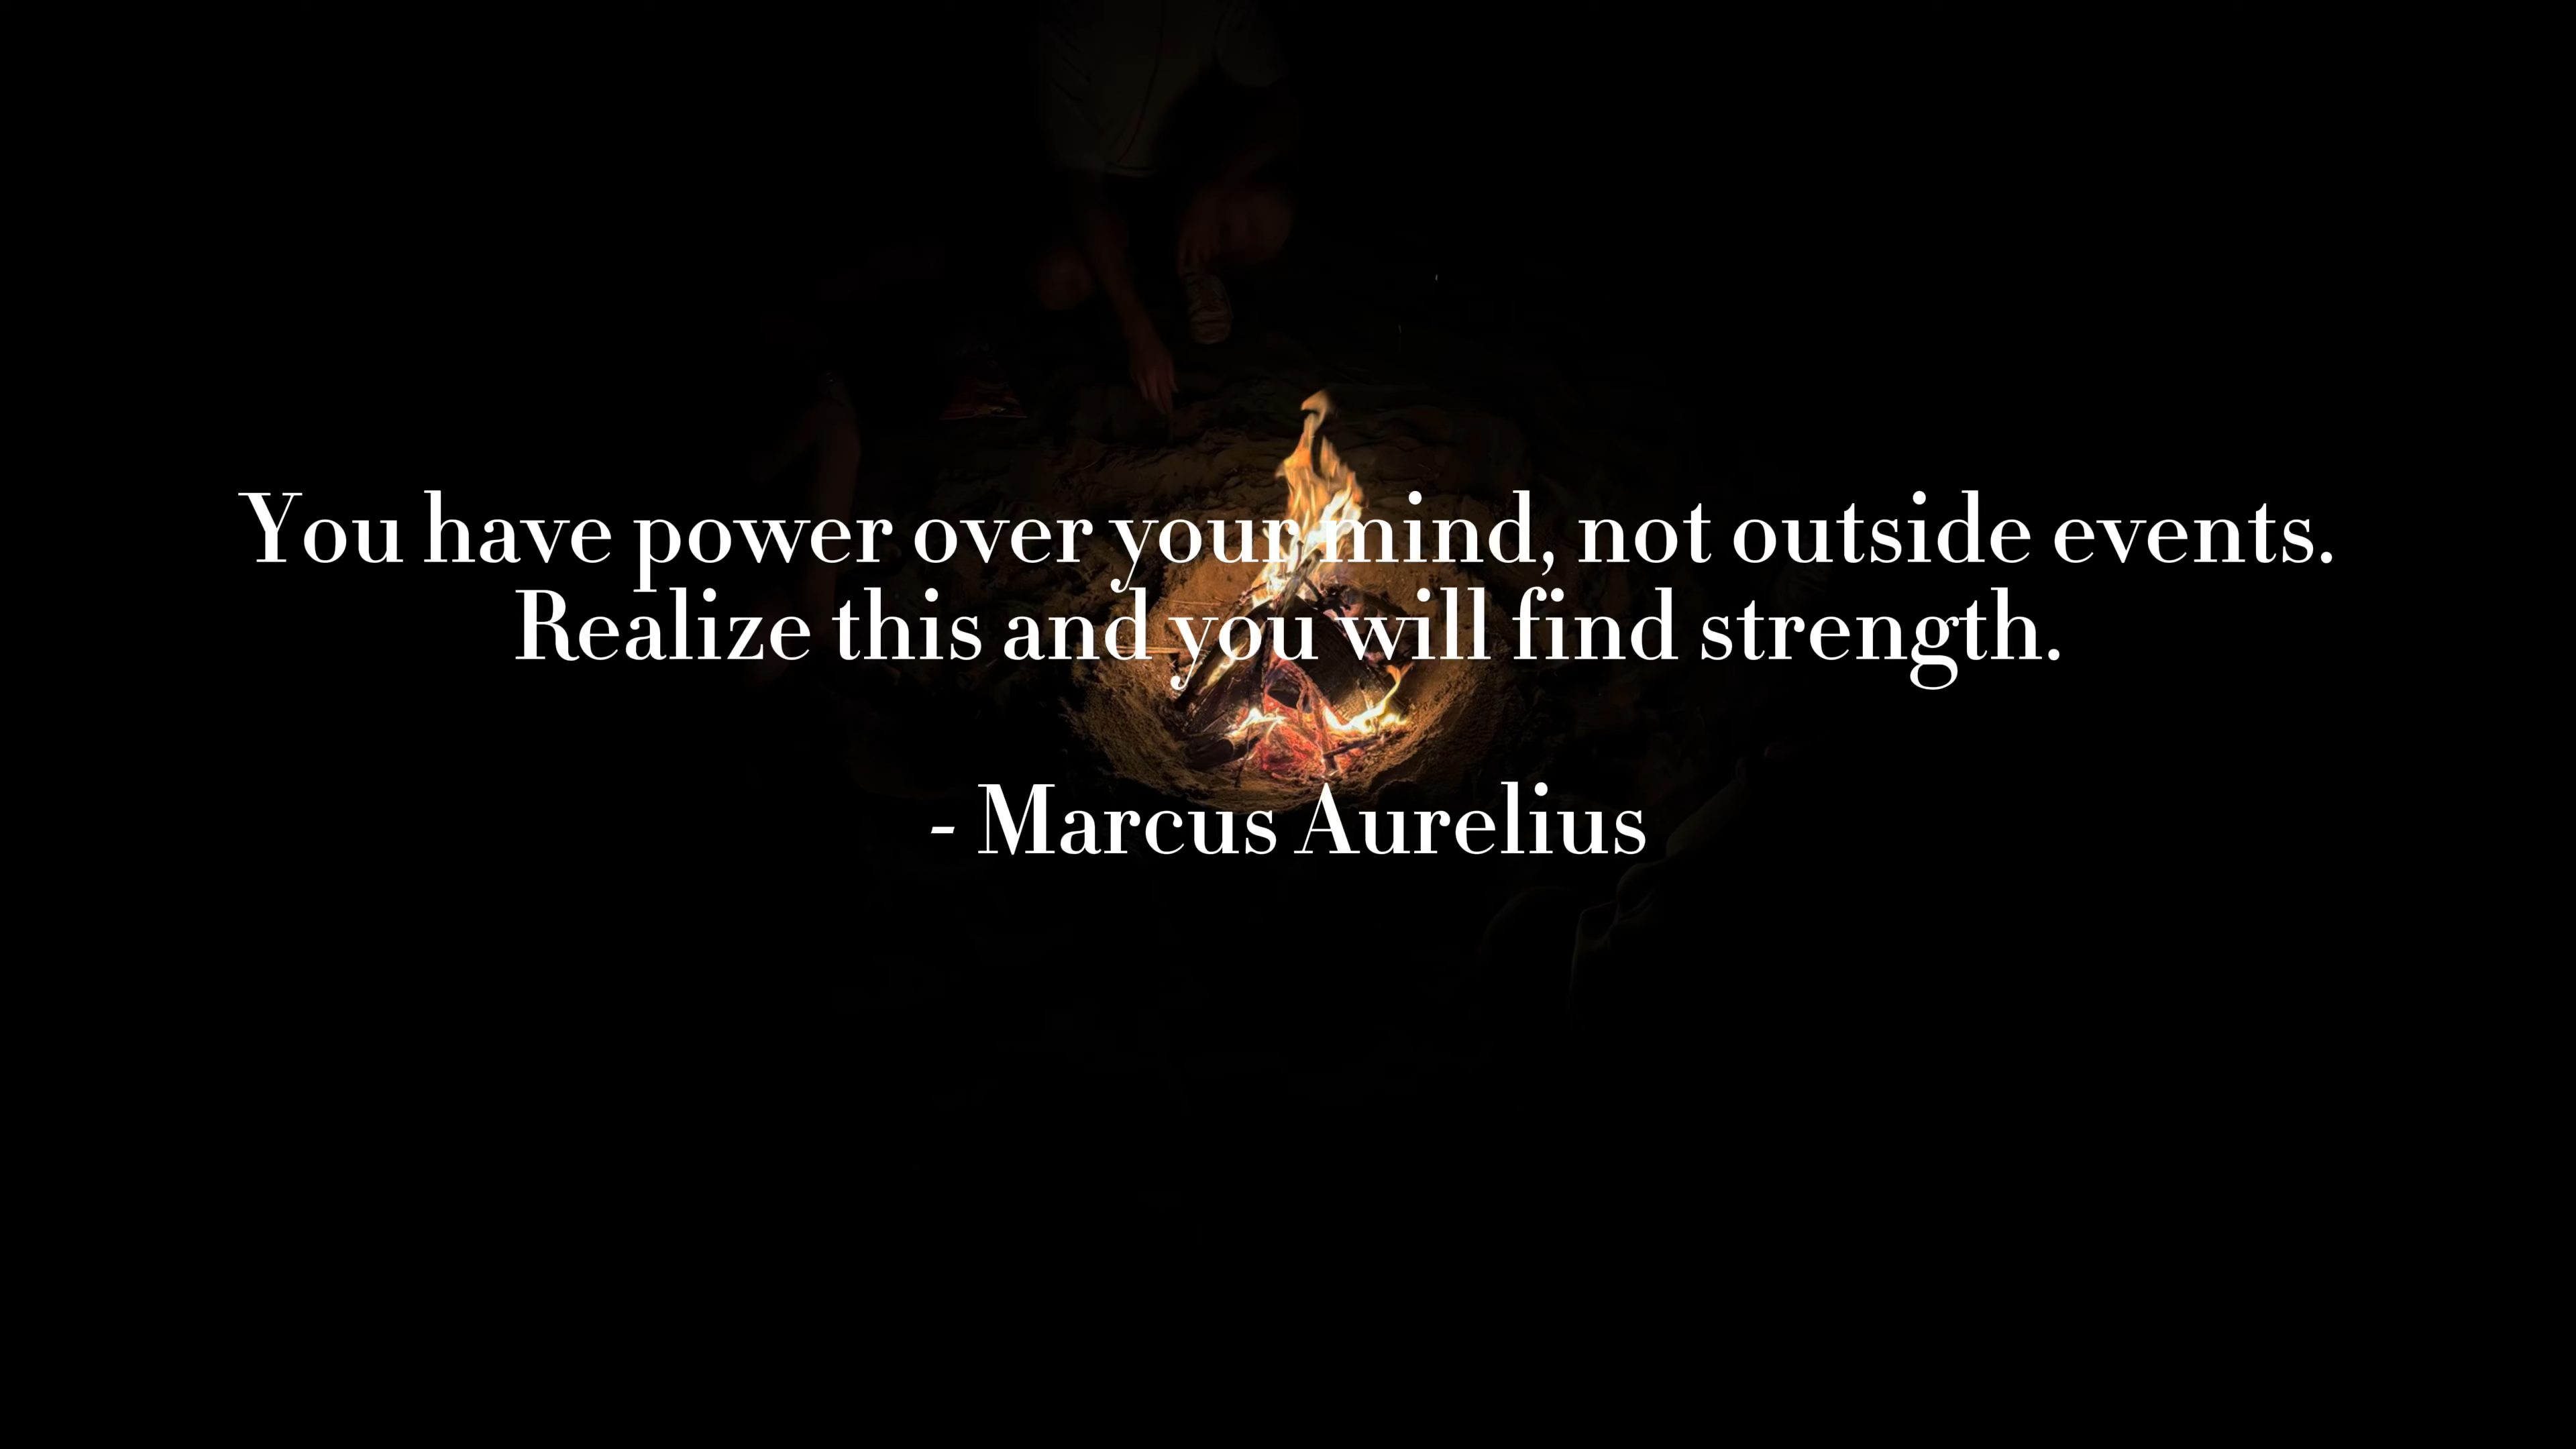 You have power over your mind, not outside events.
Realize this and you will find strength.
- Marcus Aurelius